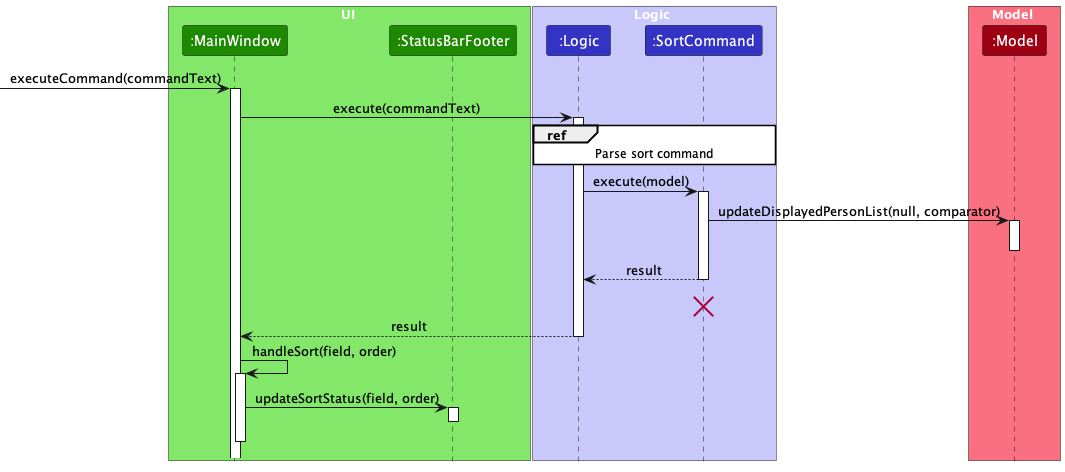 UI
Logic
Model
:MainWindow
:StatusBarFooter
:Logic
:SortCommand
:Model
executeCommand(commandText)
execute(commandText)
ref
Parse sort command
execute(model)
updateDisplayedPersonList(null, comparator)
result
result
handleSort(field, order)
updateSortStatus(field, order)